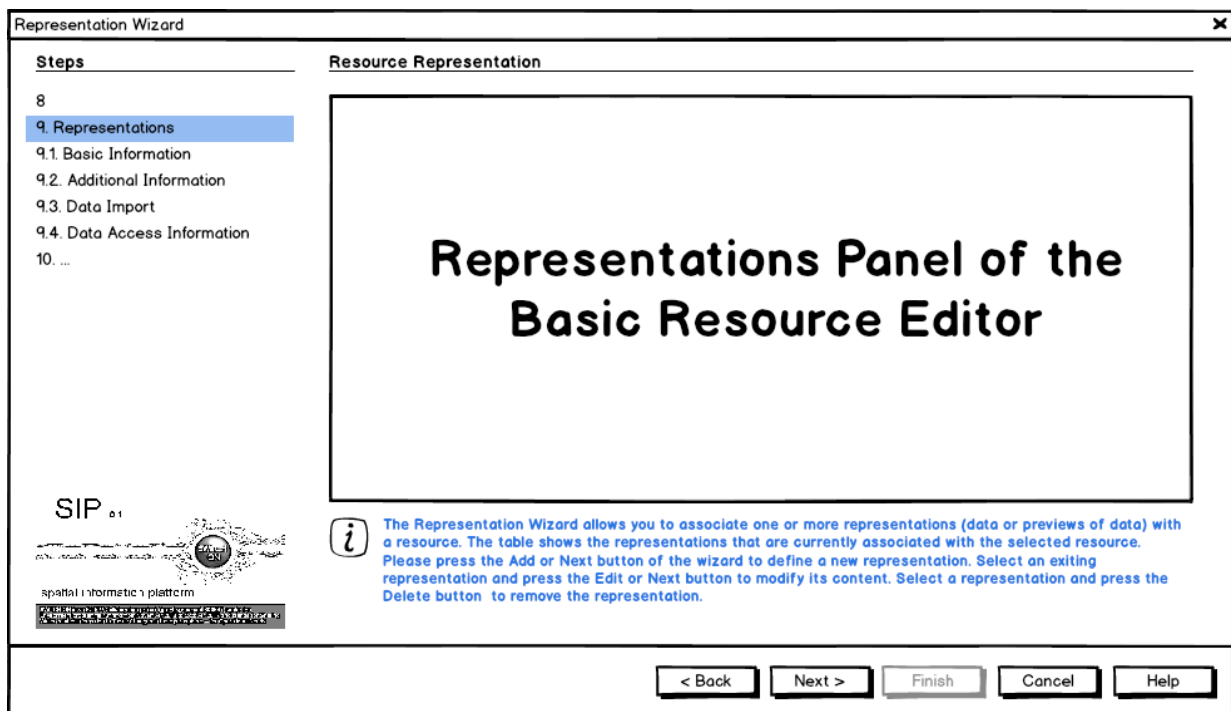 Representation Wizard
Steps
Resource Representation
8
9. Representations
9.1. Basic Information
9.2. Additional Information
9.3. Data Import
9.4. Data Access Information
10. ...
Representations Panel of the
Basic Resource Editor
SIP
spatial information platform
The Representation Wizard allows you to associate one or more representations (data or previews of data) with
a resource. The table shows the representations that are currently associated with the selected resource.
Please press the Add or Next button of the wizard to define a new representation. Select an exiting
representation and press the Edit or Next button to modify its content. Select a representation and press the
Delete button to remove the representation.
< Back
Next >
Finish
Cancel
Help